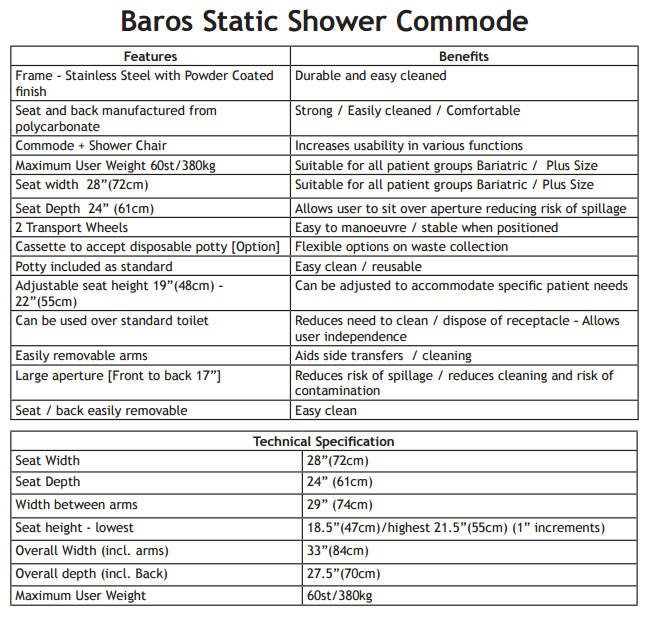 Baros Static Shower Commode
Features Benefits
Frame - Stainless Steel with Powder Coated Durable and easy cleaned
finish
Seat and back manufactured from Strong / Easily cleaned / Comfortable
polycarbonate
Commode + Shower Chair Increases usability in various functions
Maximum User Weight 60st/380kg Suitable for all patient groups Bariatric / Plus Size
Seat width 28”(72cm) Suitable for all patient groups Bariatric / Plus Size
Seat Depth 24” (61cm) Allows user to sit over aperture reducing risk of spillage
2 Transport Wheels Easy to manoeuvre / stable when positioned
Cassette to accept disposable potty [Option] Flexible options on waste collection
Potty included as standard Easy clean / reusable
Adjustable seat height 19”(48cm) - Can be adjusted to accommodate specific patient needs
22”(55cm)
Can be used over standard toilet Reduces need to clean / dispose of receptacle - Allows
user independence
Easily removable arms Aids side transfers / cleaning
Large aperture [Front to back 17”] Reduces risk of spillage / reduces cleaning and risk of
contamination
Seat / back easily removable Easy clean
Technical Specification
Seat Width 28”(72cm)
Seat Depth 24” (61cm)
Width between arms 29” (74cm)
Seat height - lowest 18.5”(47cm)/highest 21.5”(55cm) (1” increments)
Overall Width (incl. arms) 33”(84cm)
Overall depth (incl. Back) 27.5”(70cm)
Maximum User Weight 60st/380kg